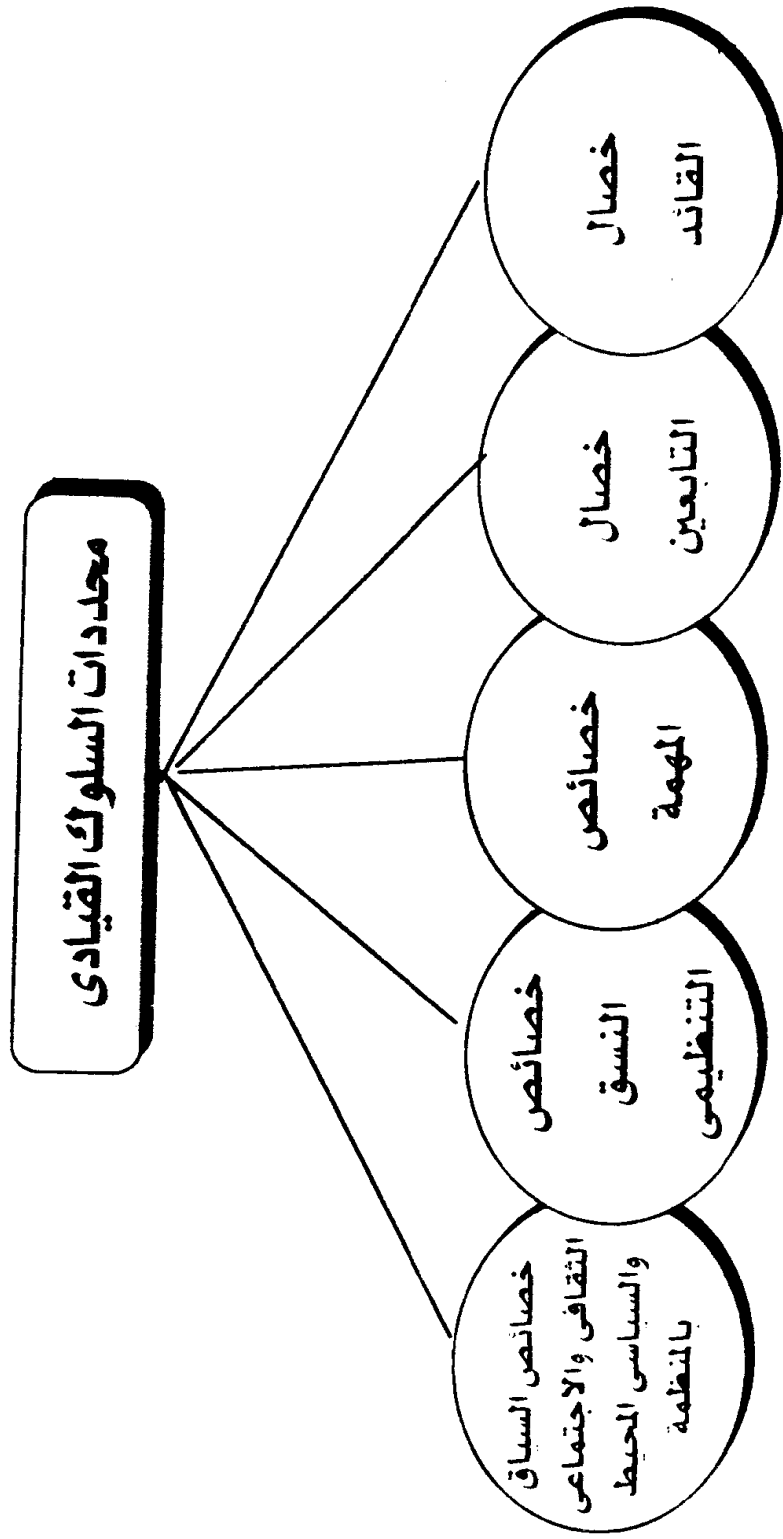 محددات السلوك القيادى
خصال
القائد
خصال
التابعين
خصائص
المهمة
خصائص
النسق
التنظيمى
خصائص السياق
الثقافى والاجتماعى
والسياسى المحيط
بالمنظمة